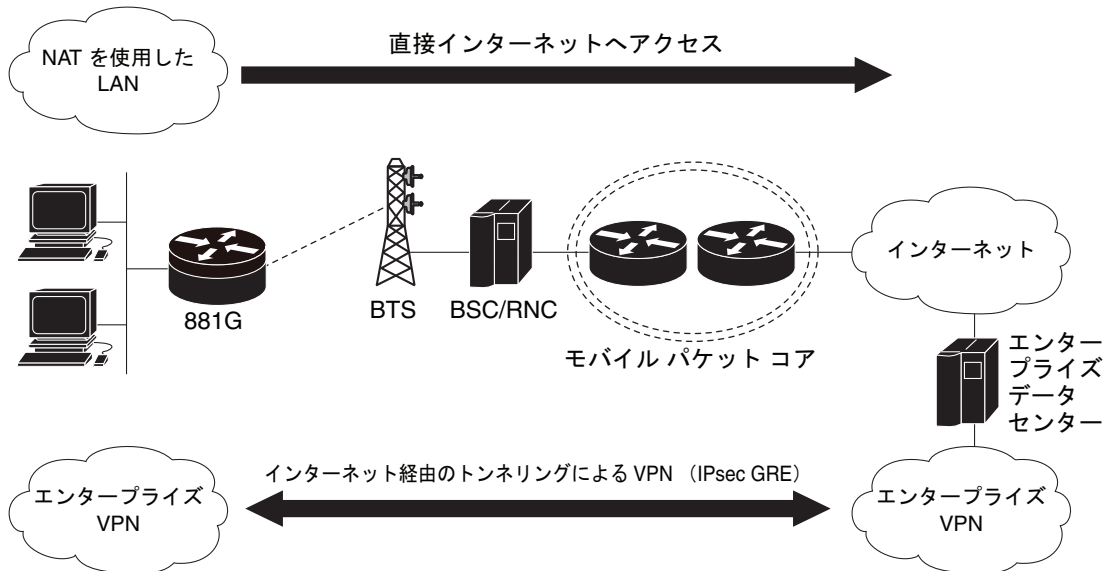 NAT を使用した
LAN
直接インターネットへアクセス
881G
BTS
BSC/RNC
モバイル パケット コア
インターネット
エンター
プライズ
データ
センター
インターネット経由のトンネリングによる VPN （IPsec GRE）
エンタープライズ
VPN
エンタープライズ
VPN